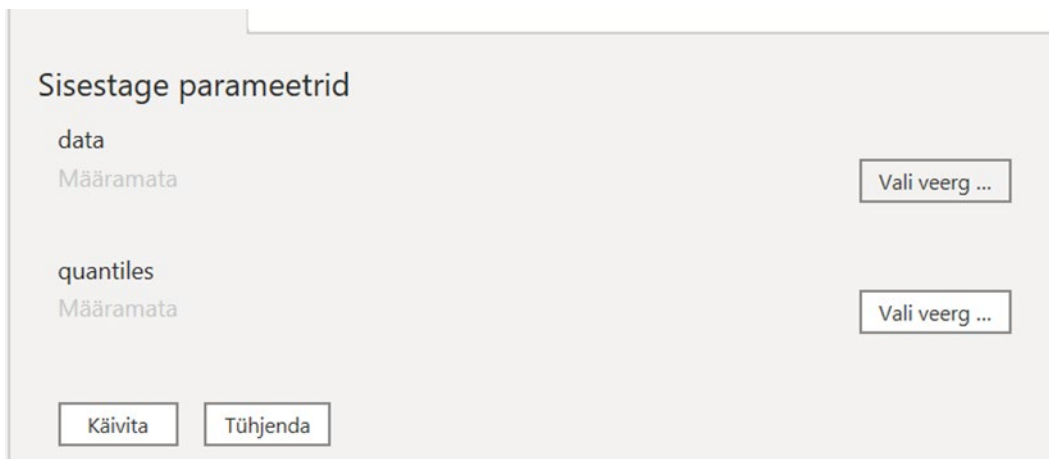 Sisestage parameetrid
data
Määramata
Vali veerg ...
quantiles
Määramata
Vali veerg ...
Käivita
Tühjenda